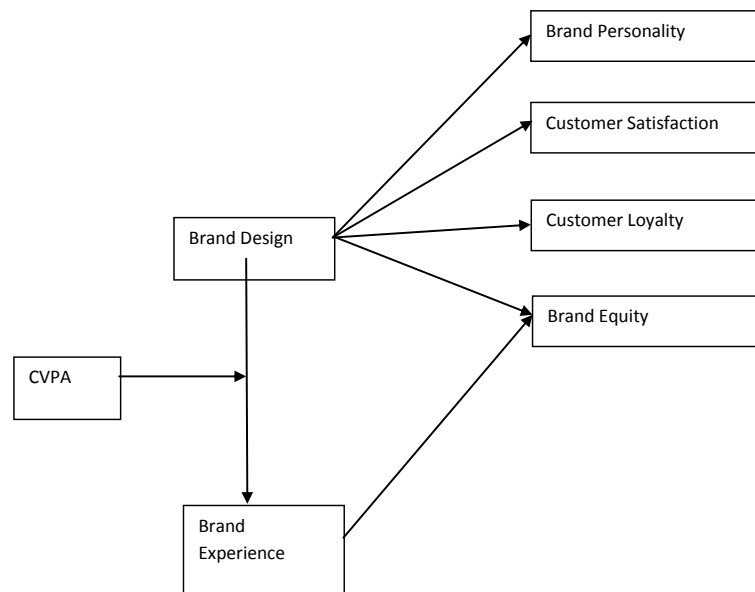 Brand Personality
Customer Satisfaction
Customer Loyalty
Brand Design
Brand Equity
CVPA
Brand
Experience